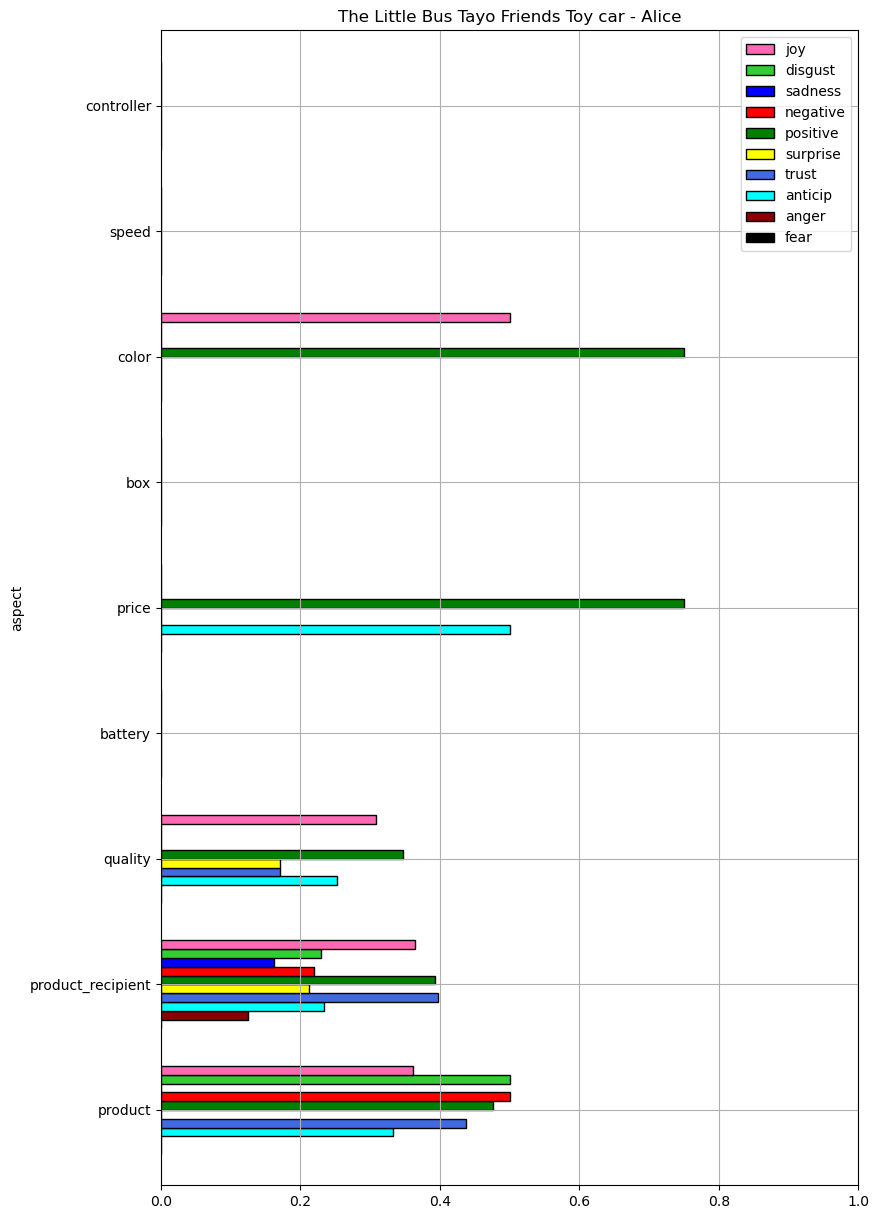 The Little Bus Tayo Friends Toy car - Alice
joy
disgust
sadness
negative
positive
surprise
trust
anticip
anger
fear
controller
speed
color
box
price
battery
quality
product_recipient
product
aspect
0.0 0.2 0.4 0.6 0.8 1.0